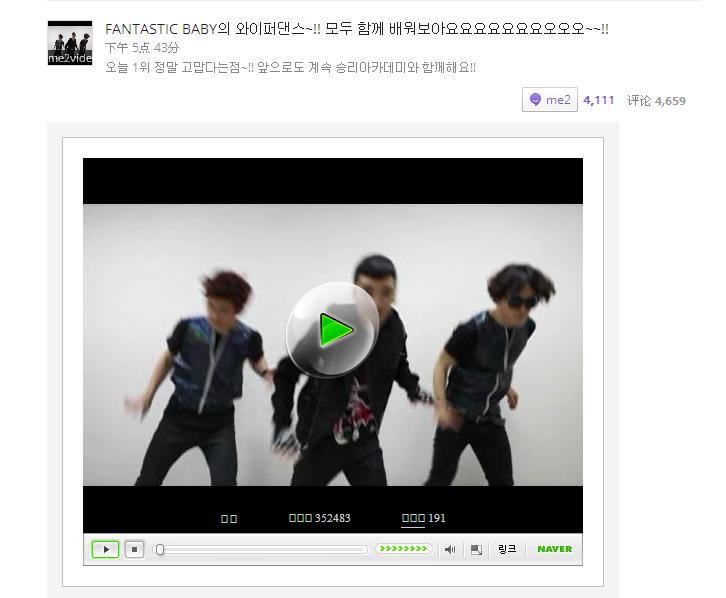 FANTASTIC BABY의 와이퍼댄스~!! 모두 함께 배워보아요요요요요요요요오오오~~!!
me2vide
下午 5点 43分
오늘 1위 정말 고맙다는점~!! 앞으로도 계속 승리아카데미와 함께해요!!
me2 4,111 评论 4,659
□□ □□□ 352483 □□□ 191
링크 NAVER